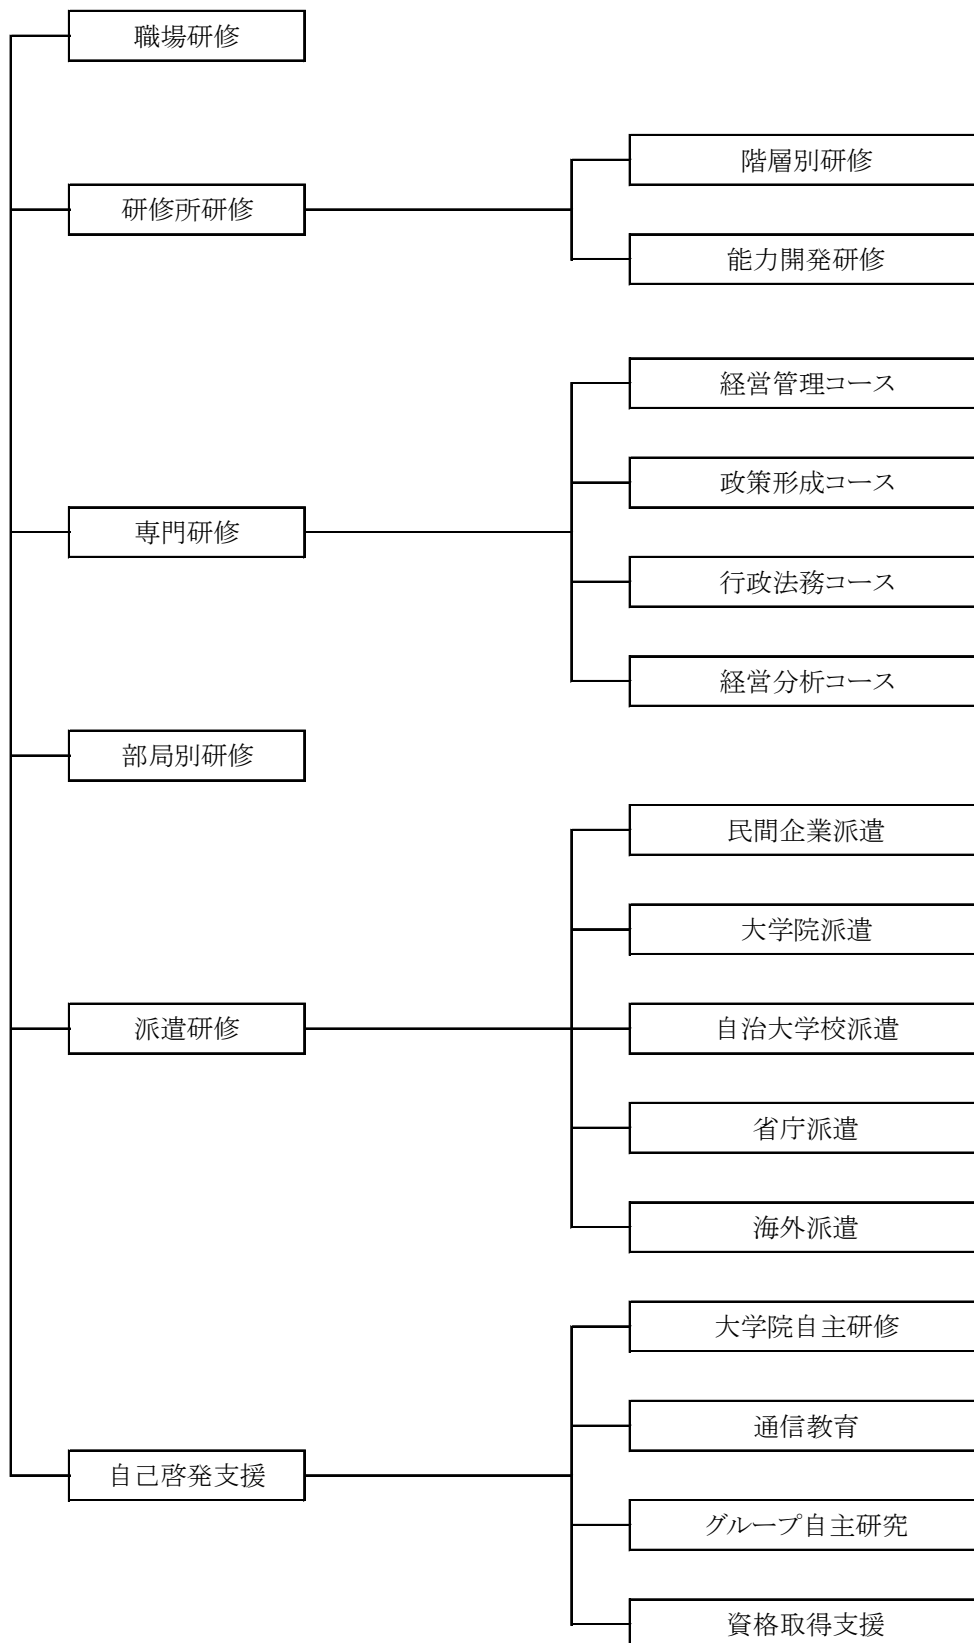 職場研修
研修所研修
階層別研修
能力開発研修
専門研修
経営管理コース
政策形成コース
行政法務コース
経営分析コース
部局別研修
派遣研修
民間企業派遣
大学院派遣
自治大学校派遣
省庁派遣
海外派遣
自己啓発支援
大学院自主研修
通信教育
グループ自主研究
資格取得支援